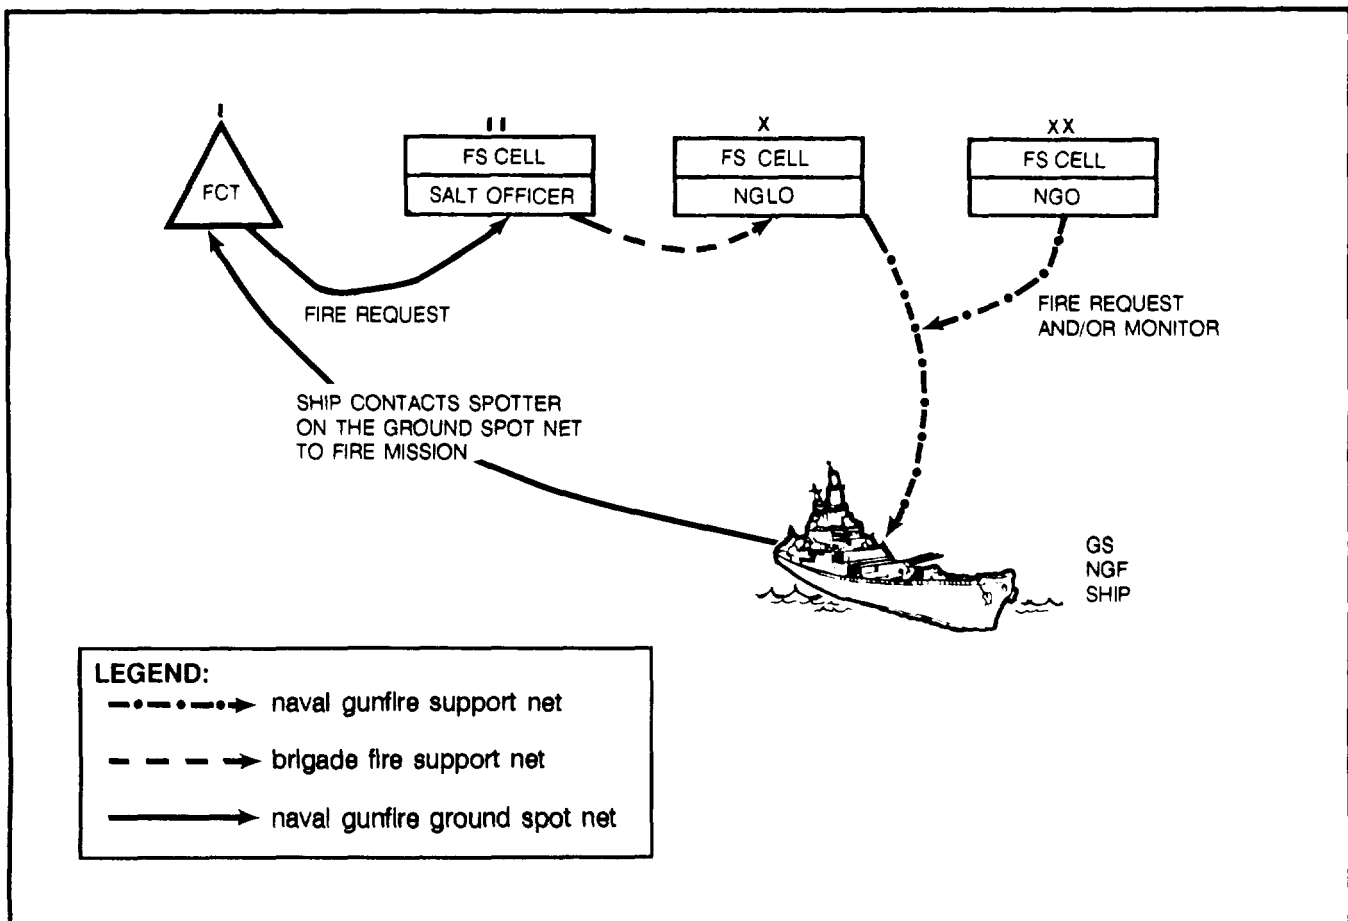 I
FCT
II
FS CELL
SALT OFFICER
X
FS CELL
NGLO
XX
FS CELL
NGO
FIRE REQUEST
FIRE REQUEST
AND/OR MONITOR
SHIP CONTACTS SPOTTER
ON THE GROUND SPOT NET
TO FIRE MISSION
GS
NGF
SHIP
LEGEND:
naval gunfire support net
brigade fire support net
naval gunfire ground spot net